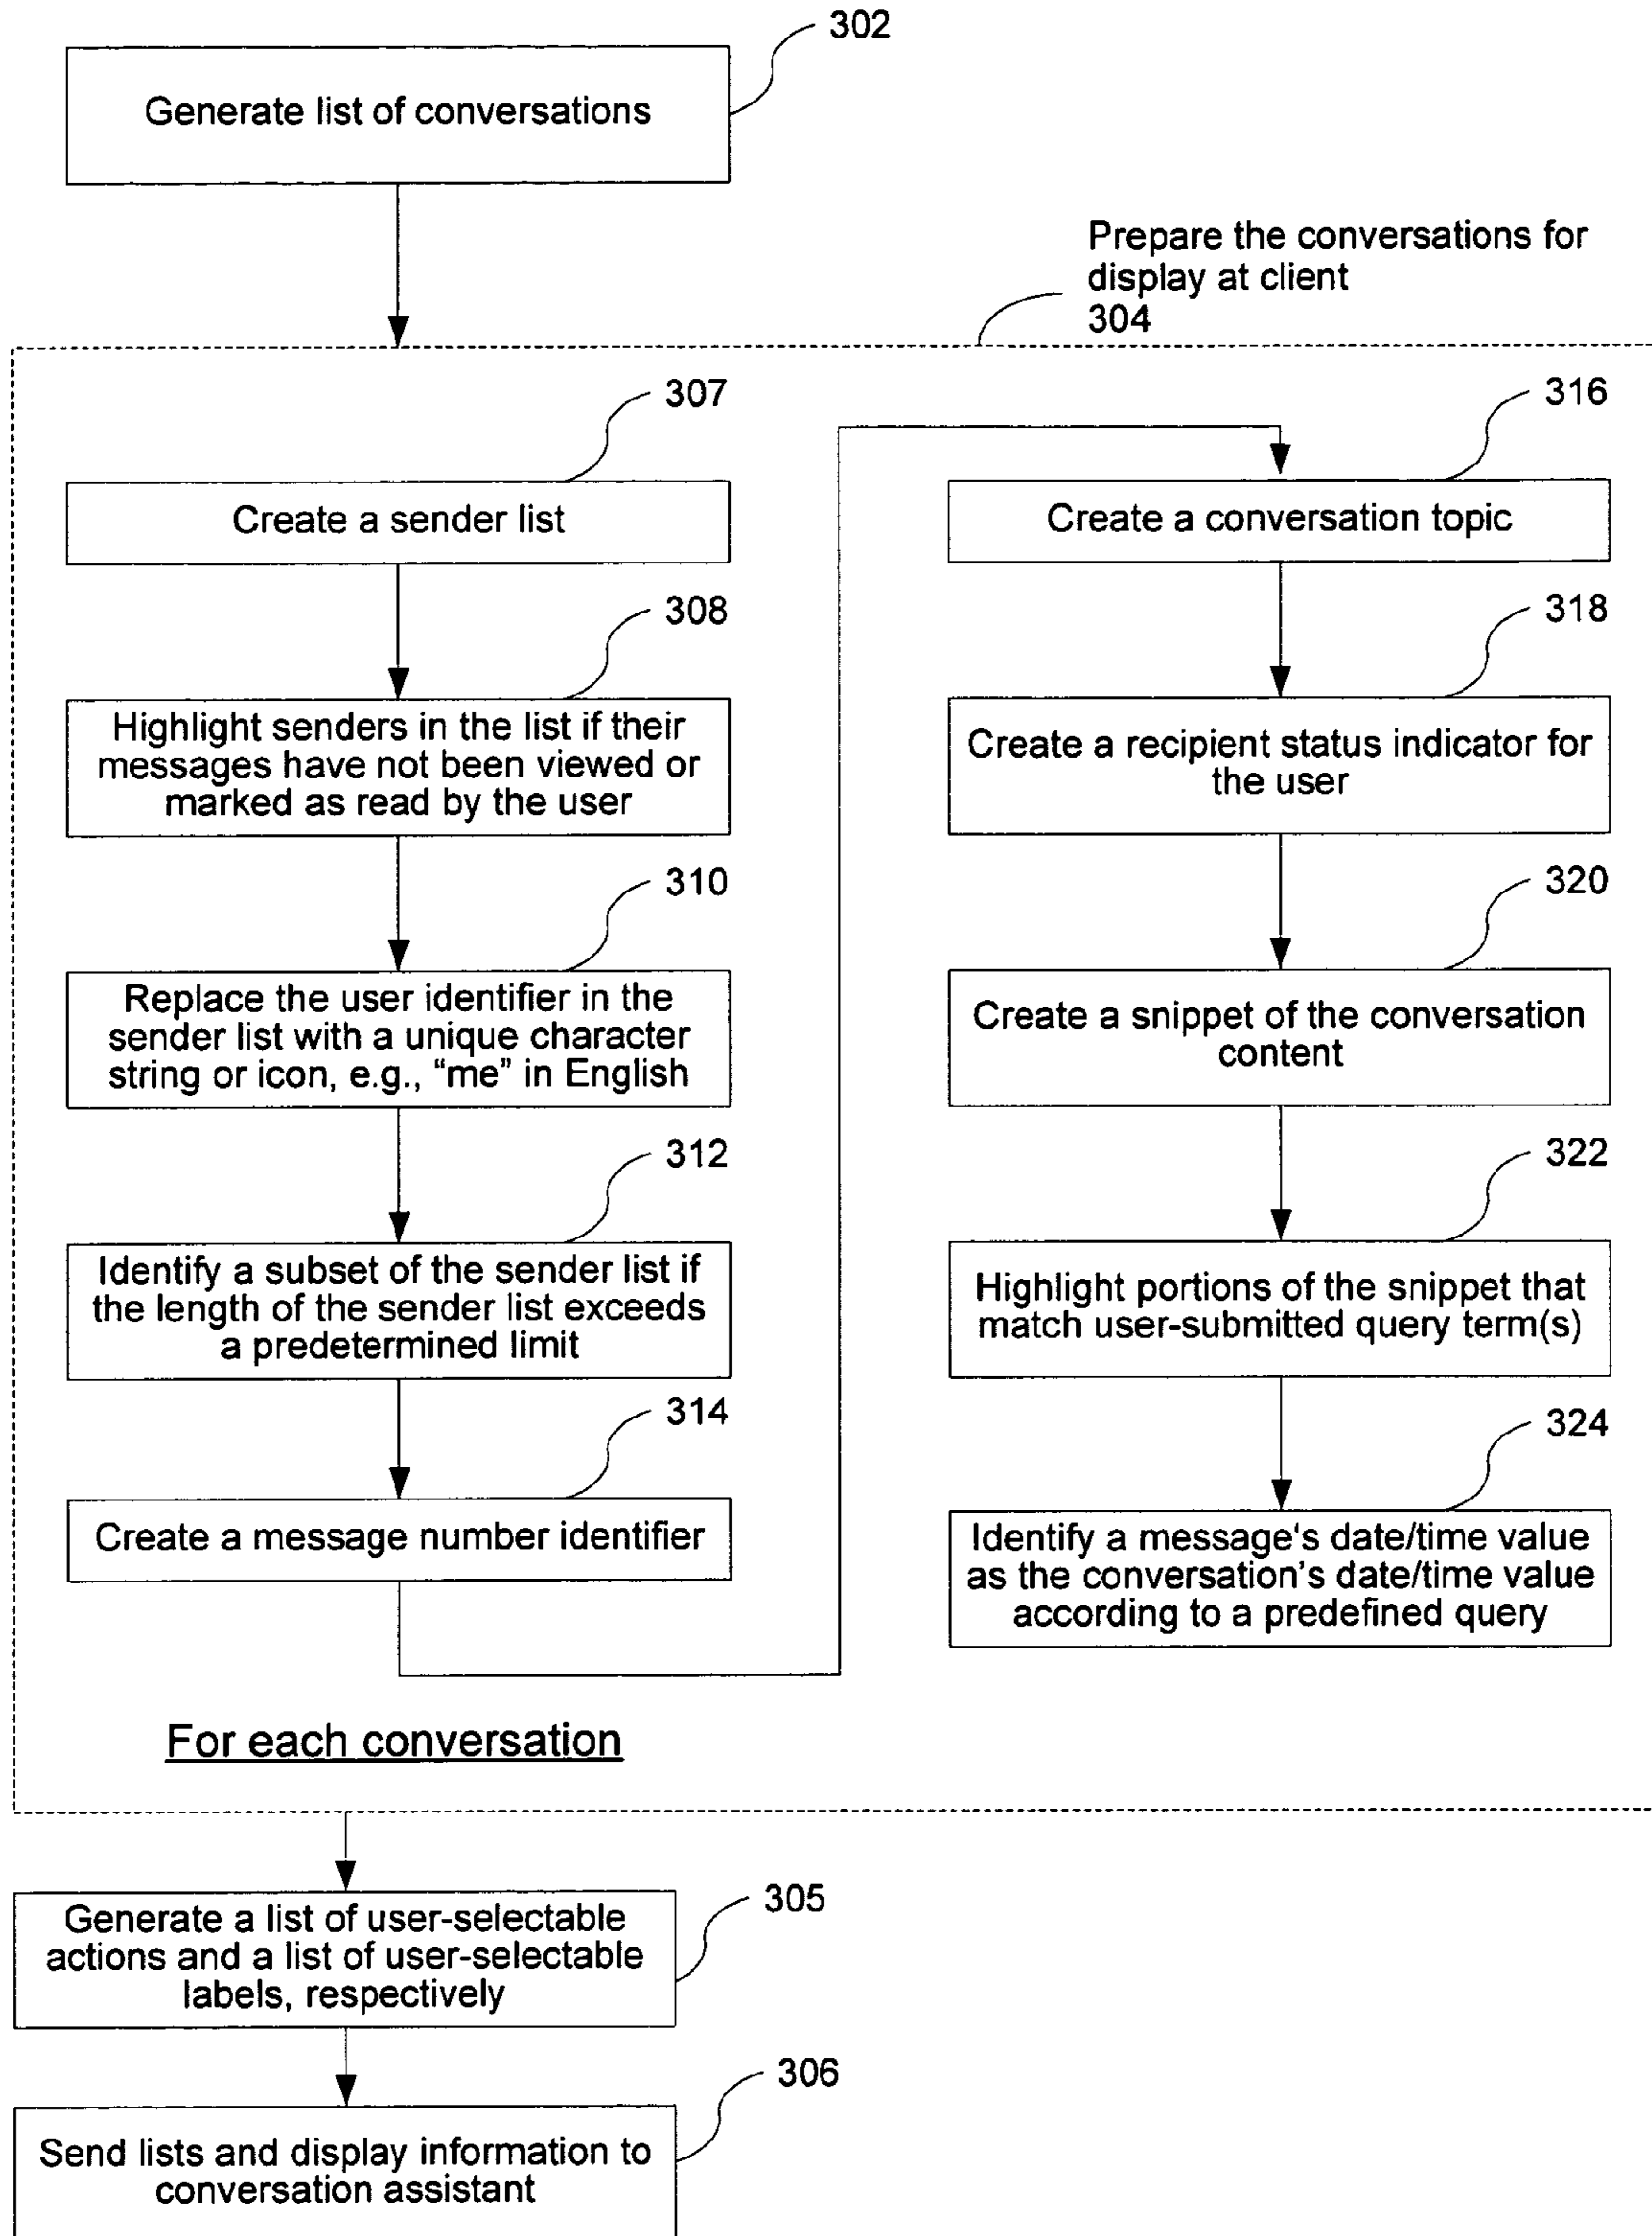 302
Generate list of conversations
Prepare the conversations for
display at client
304
307
Create a sender list
308
Highlight senders in the list if their
messages have not been viewed or
marked as read by the user
310
Replace the user identifier in the
sender list with a unique character
string or icon, e.g., “me” in English
312
Identify a subset of the sender list if
the length of the sender list exceeds
a predetermined limit
314
Create a message number identifier
316
Create a conversation topic
318
Create a recipient status indicator for
the user
320
Create a snippet of the conversation
content
322
Highlight portions of the snippet that
match user-submitted query term(s)
324
Identify a message‘s date/time value
as the conversation’s date/time value
according to a predefined query
For each conversation
305
Generate a list of user-selectable
actions and a list of user-selectable
labels, respectively
306
Send lists and display information to
conversation assistant